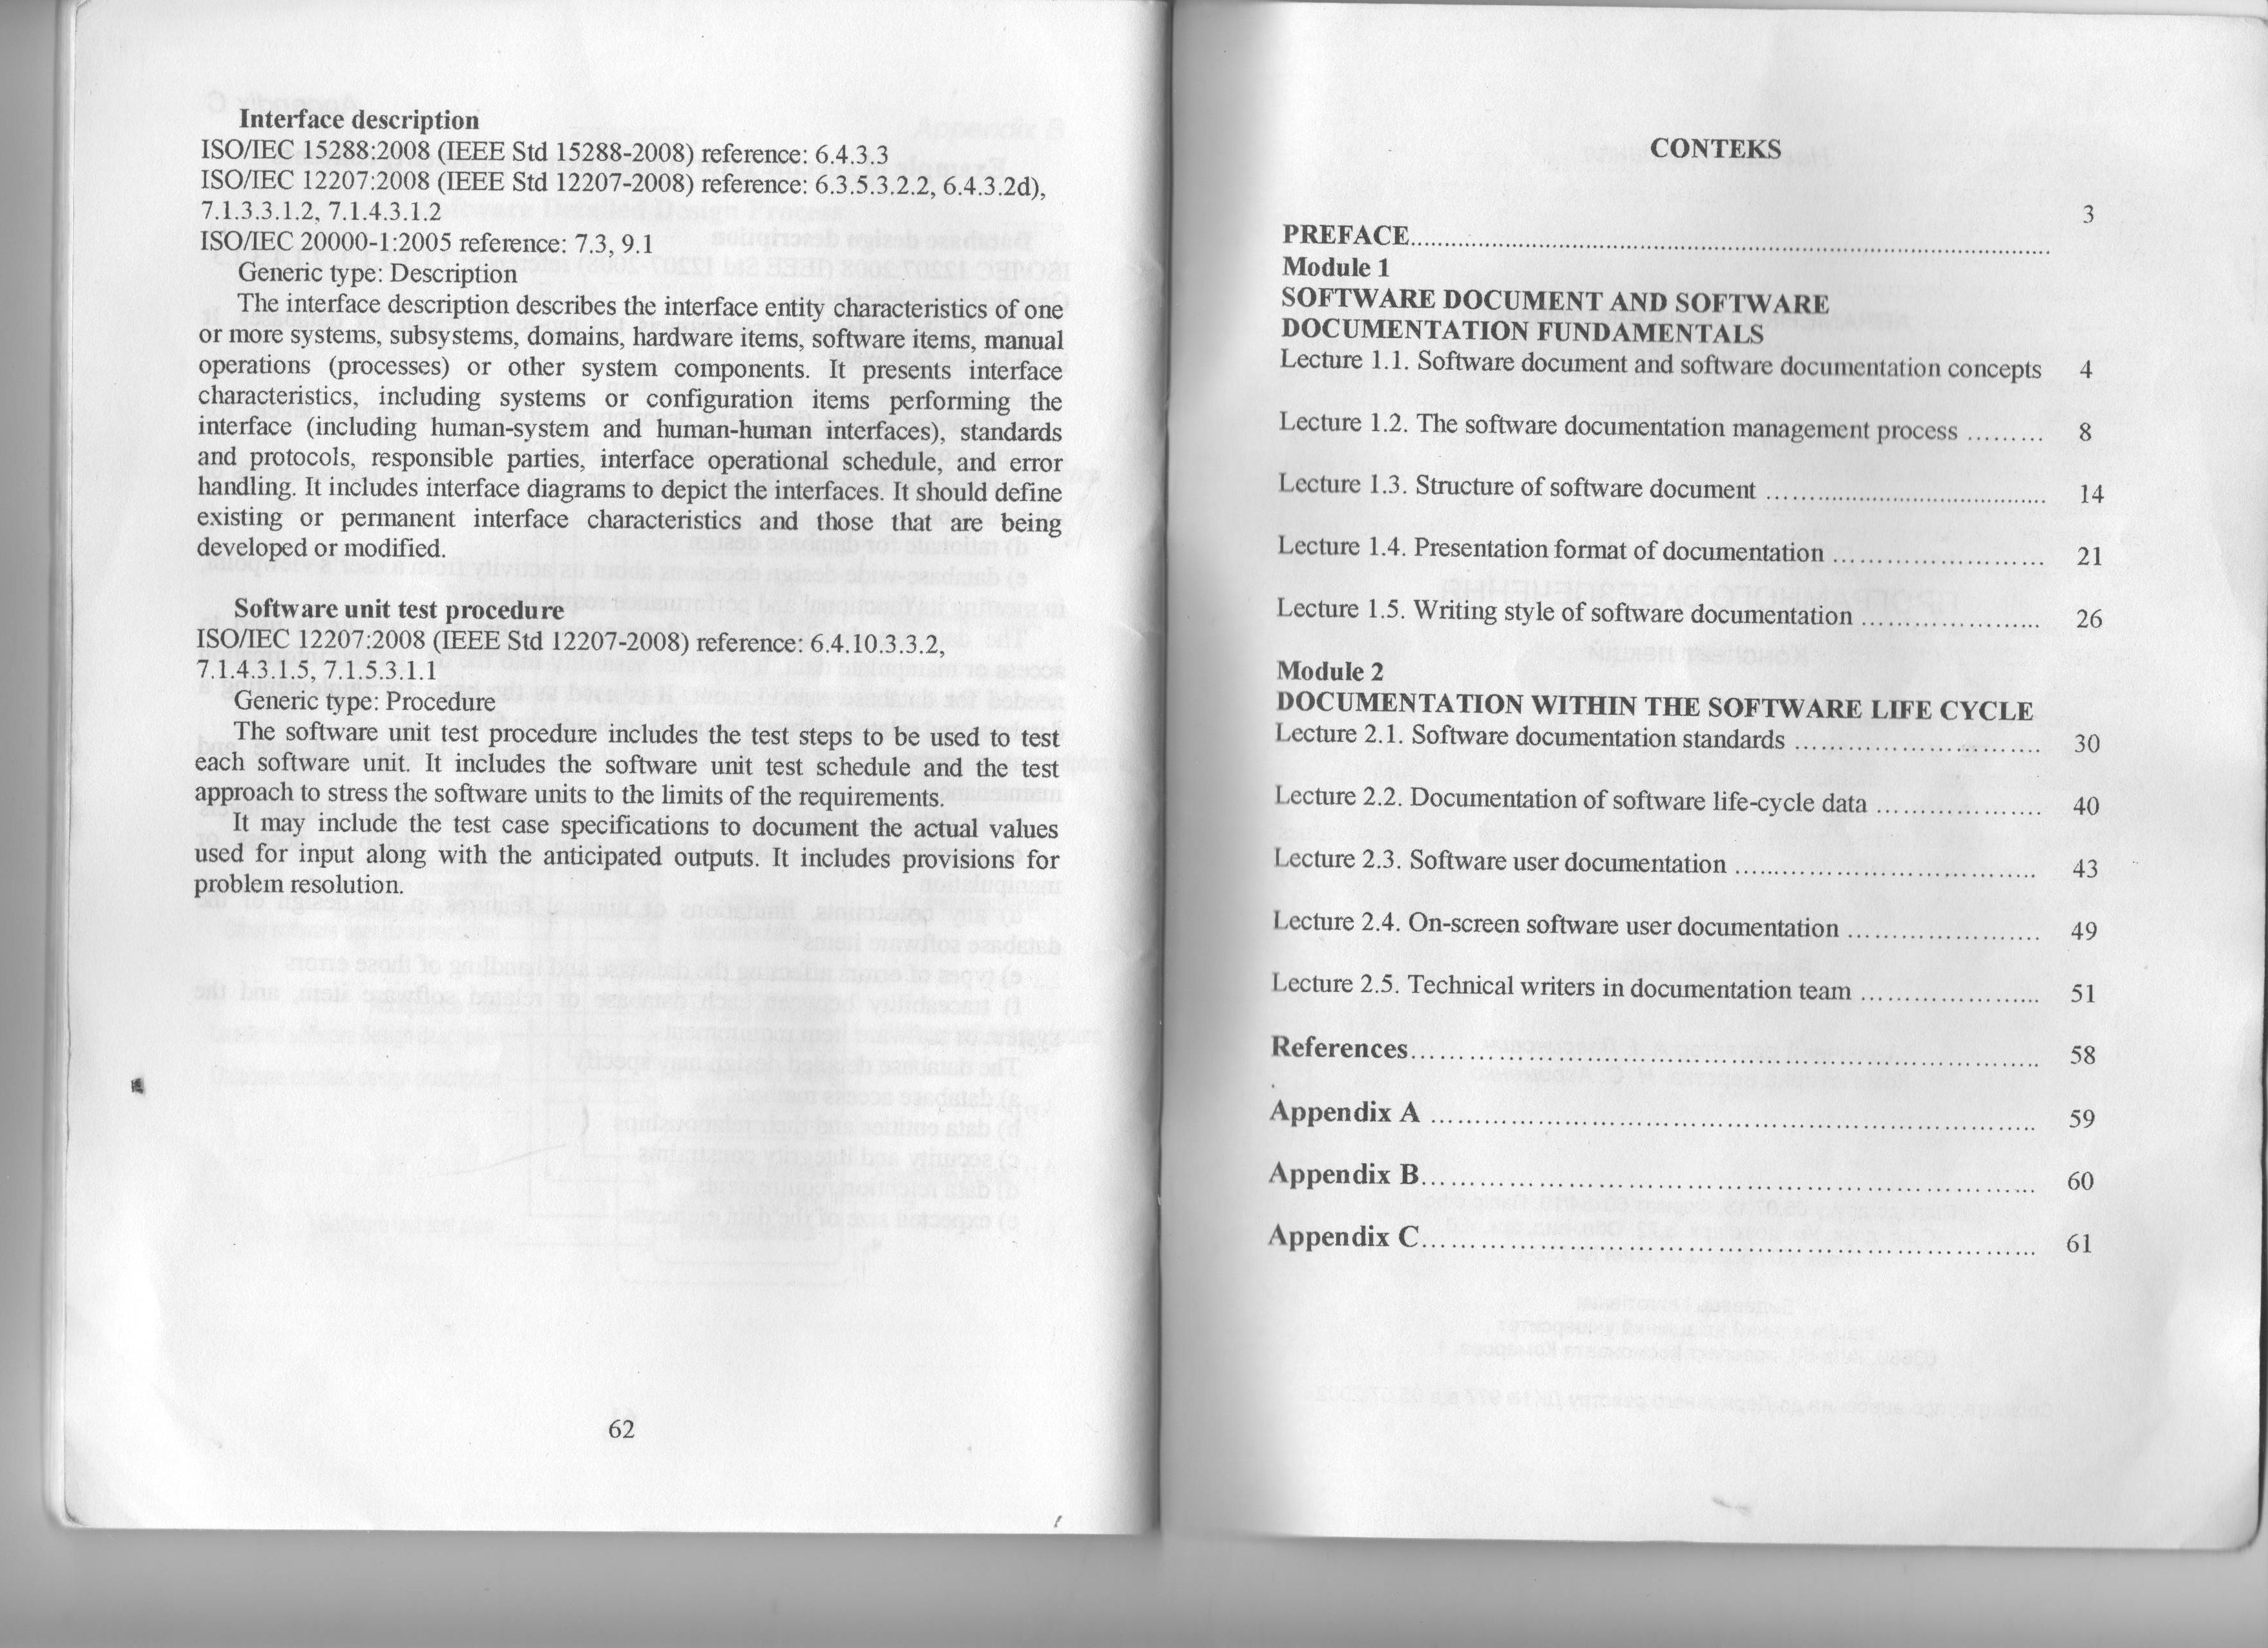 Interface description
ISO/IEC 15288:2008 (IEEE Std 15288-2008) reference: 6.4.3.3
ISO/IEC 12207:2008 (IEEE Std 12207-2008) reference: 6.3.5.3.2.2, 6.4.3.2d),
7.1.3.3.1.2, 7.1.4.3.1.2
ISO/IEC 20000-1:2005 reference: 7.3, 9.1
Generic type: Description
The interface description describes the interface entity characteristics of one
or more systems, subsystems, domains, hardware items, software items, manual
operations (processes) or other system components. It presents interface
characteristics, including systems or configuration items performing the
interface (including human-system and human-human interfaces), standards
and protocols, responsible parties, interface operational schedule, and error
handling. It includes interface diagrams to depict the interfaces. It should define
existing or permanent interface characteristics and those that are being
developed or modified.
Software unit test procedure
ISO/IEC 12207:2008 (IEEE Std 12207-2008) reference: 6.4.10.3.3.2,
7.1.4.3.1.5, 7.1.5.3.1.1
Generic type: Procedure
The software unit test procedure includes the test steps to be used to test
each software unit. It includes the software unit test schedule and the test
approach to stress the software units to the limits of the requirements.
It may include the test case specifications to document the actual values
used for input along with the anticipated outputs. It includes provisions for
problem resolution.
62
CONTEKS
PREFACE.......... 3
Module 1
SOFTWARE DOCUMENT AND SOFTWARE
DOCUMENTATION FUNDAMENTALS
Lecture 1.1. Software document and software documentation concepts 4
Lecture 1.2. The software documentation management process ......... 8
Lecture 1.3. Structure of software document .......... 14
Lecture 1.4. Presentation format of documentation .......... 21
Lecture 1.5. Writing style of software documentation .......... 26
Module 2
DOCUMENTATION WITHIN THE SOFTWARE LIFE CYCLE
Lecture 2.1. Software documentation standards .......... 30
Lecture 2.2. Documentation of software life-cycle data .......... 40
Lecture 2.3. Software user documentation .......... 43
Lecture 2.4. On-screen software user documentation .......... 49
Lecture 2.5. Technical writers in documentation team .......... 51
References.......... 58
Appendix A .......... 59
Appendix B.......... 60
Appendix C.......... 61